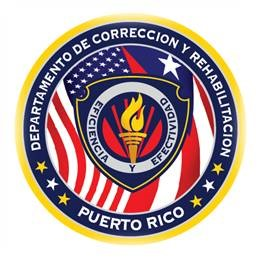 DEPARTAMENTO DE CORRECCION Y REHABILITACION
EFICIENCIA Y EFECTIVIDAD
PUERTO RICO